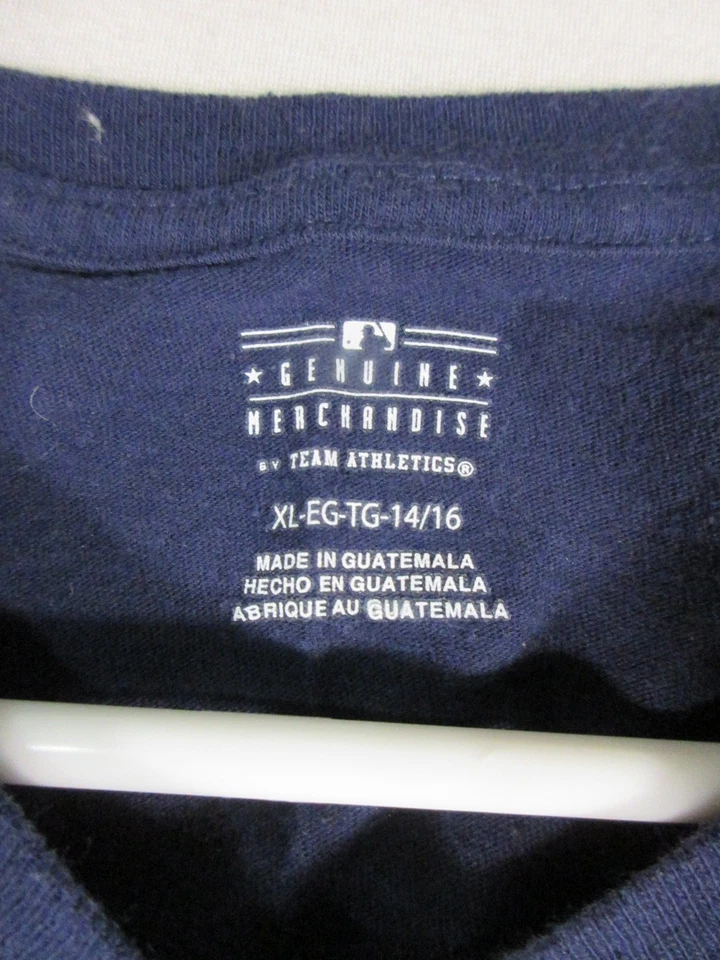 GENUINE
MERCHANDISE
BY TEAM ATHLETICS®
XL-EG-TG-14/16
MADE IN GUATEMALA
HECHO EN GUATEMALA
ABRIQUE AU GUATEMALA